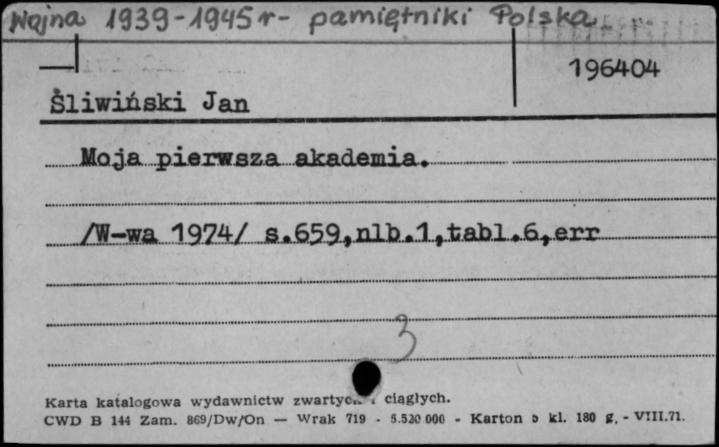 Wojna 1939-1945 r- pamiętniki Polska
196404
Śliwiński Jan
Moja pierwsza akademia.
/W-wa 1974/ s.659,nlb.1,tabl.6,err
3
Karta katalogowa wydawnictw zwartych i ciągłych.
CWD B 144 Zam. 869/Dw/On — Wrak 719 - 5.520.000 - Karton b kl. 180 g. - VIII.71.